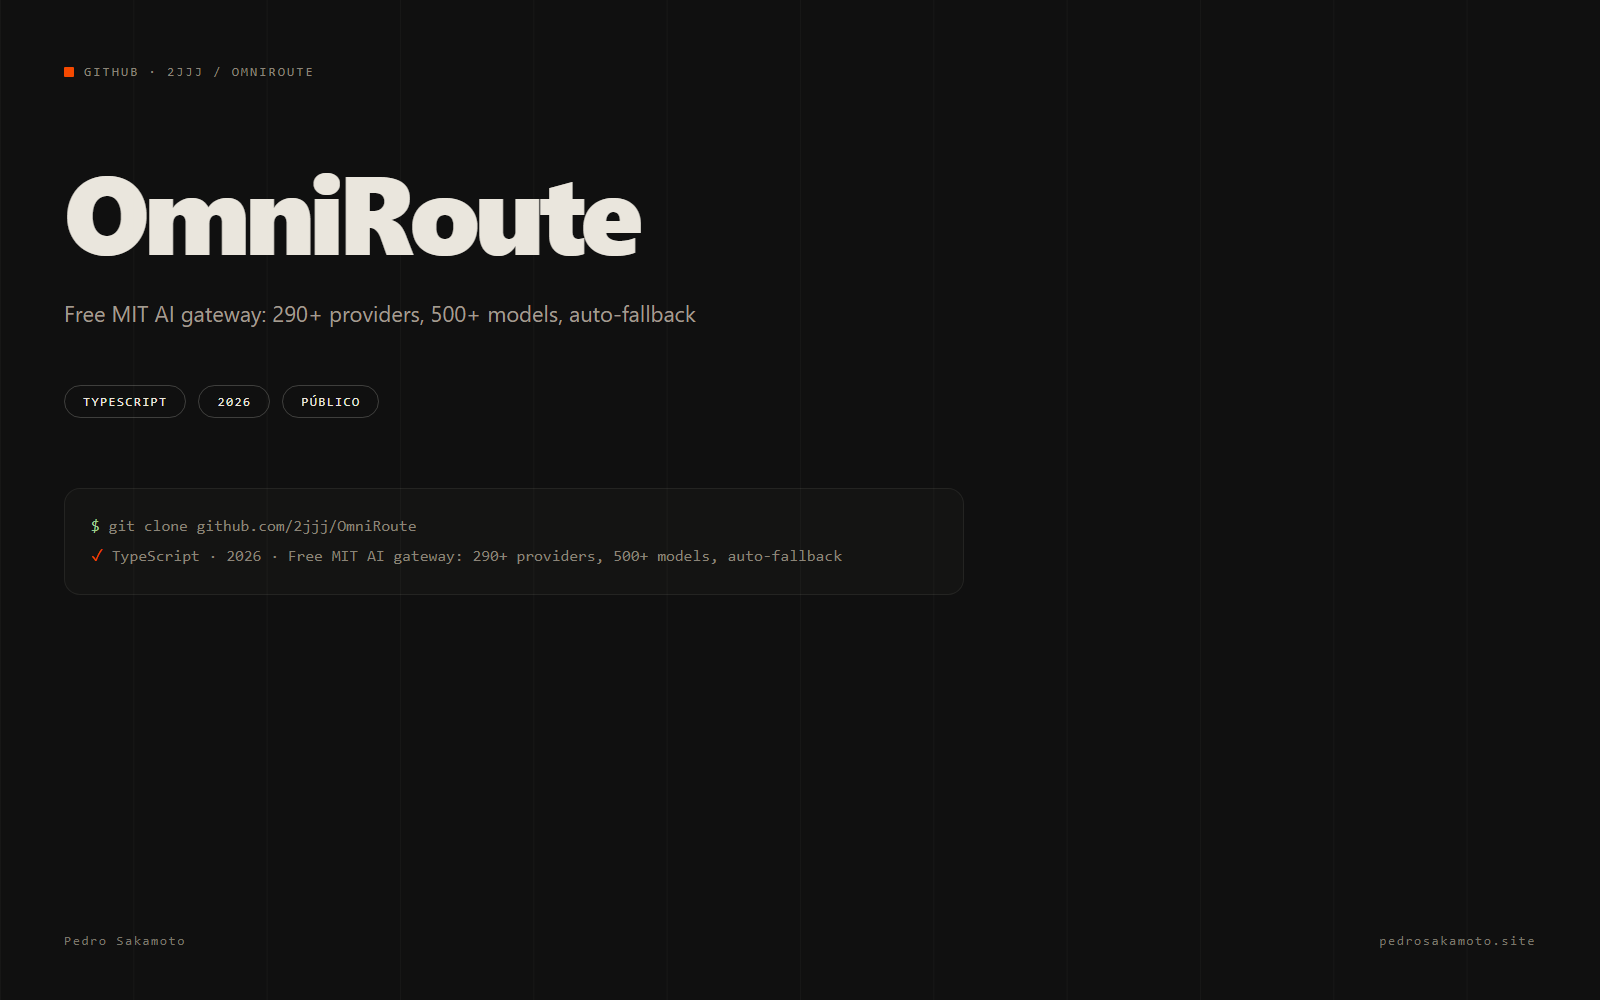 GITHUB · 2JJJ / OMNIROUTE
OmniRoute
Free MIT AI gateway: 290+ providers, 500+ models, auto-fallback
TYPESCRIPT
2026
PÚBLICO
$ git clone github.com/2jjj/OmniRoute
✓ TypeScript · 2026 · Free MIT AI gateway: 290+ providers, 500+ models, auto-fallback
Pedro Sakamoto
pedrosakamoto.site